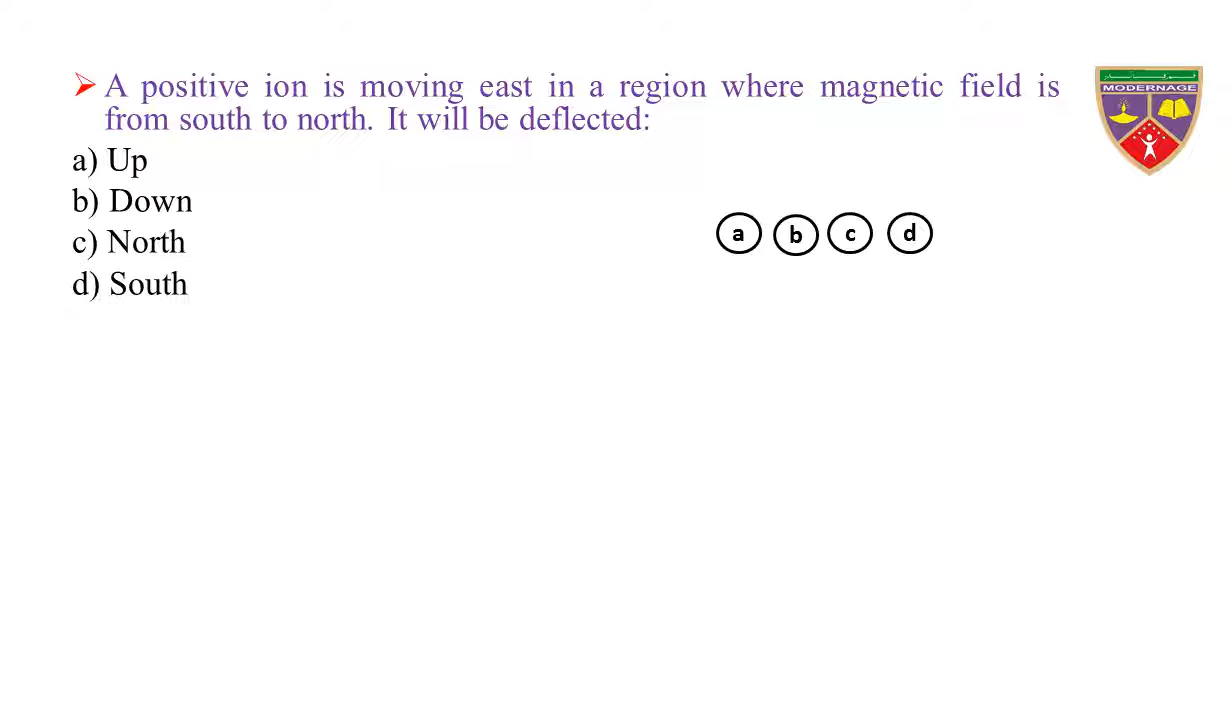 A positive ion is moving east in a region where magnetic field is
from south to north. It will be deflected:
a) Up
b) Down
c) North
d) South
a b c d
MODERNAGE